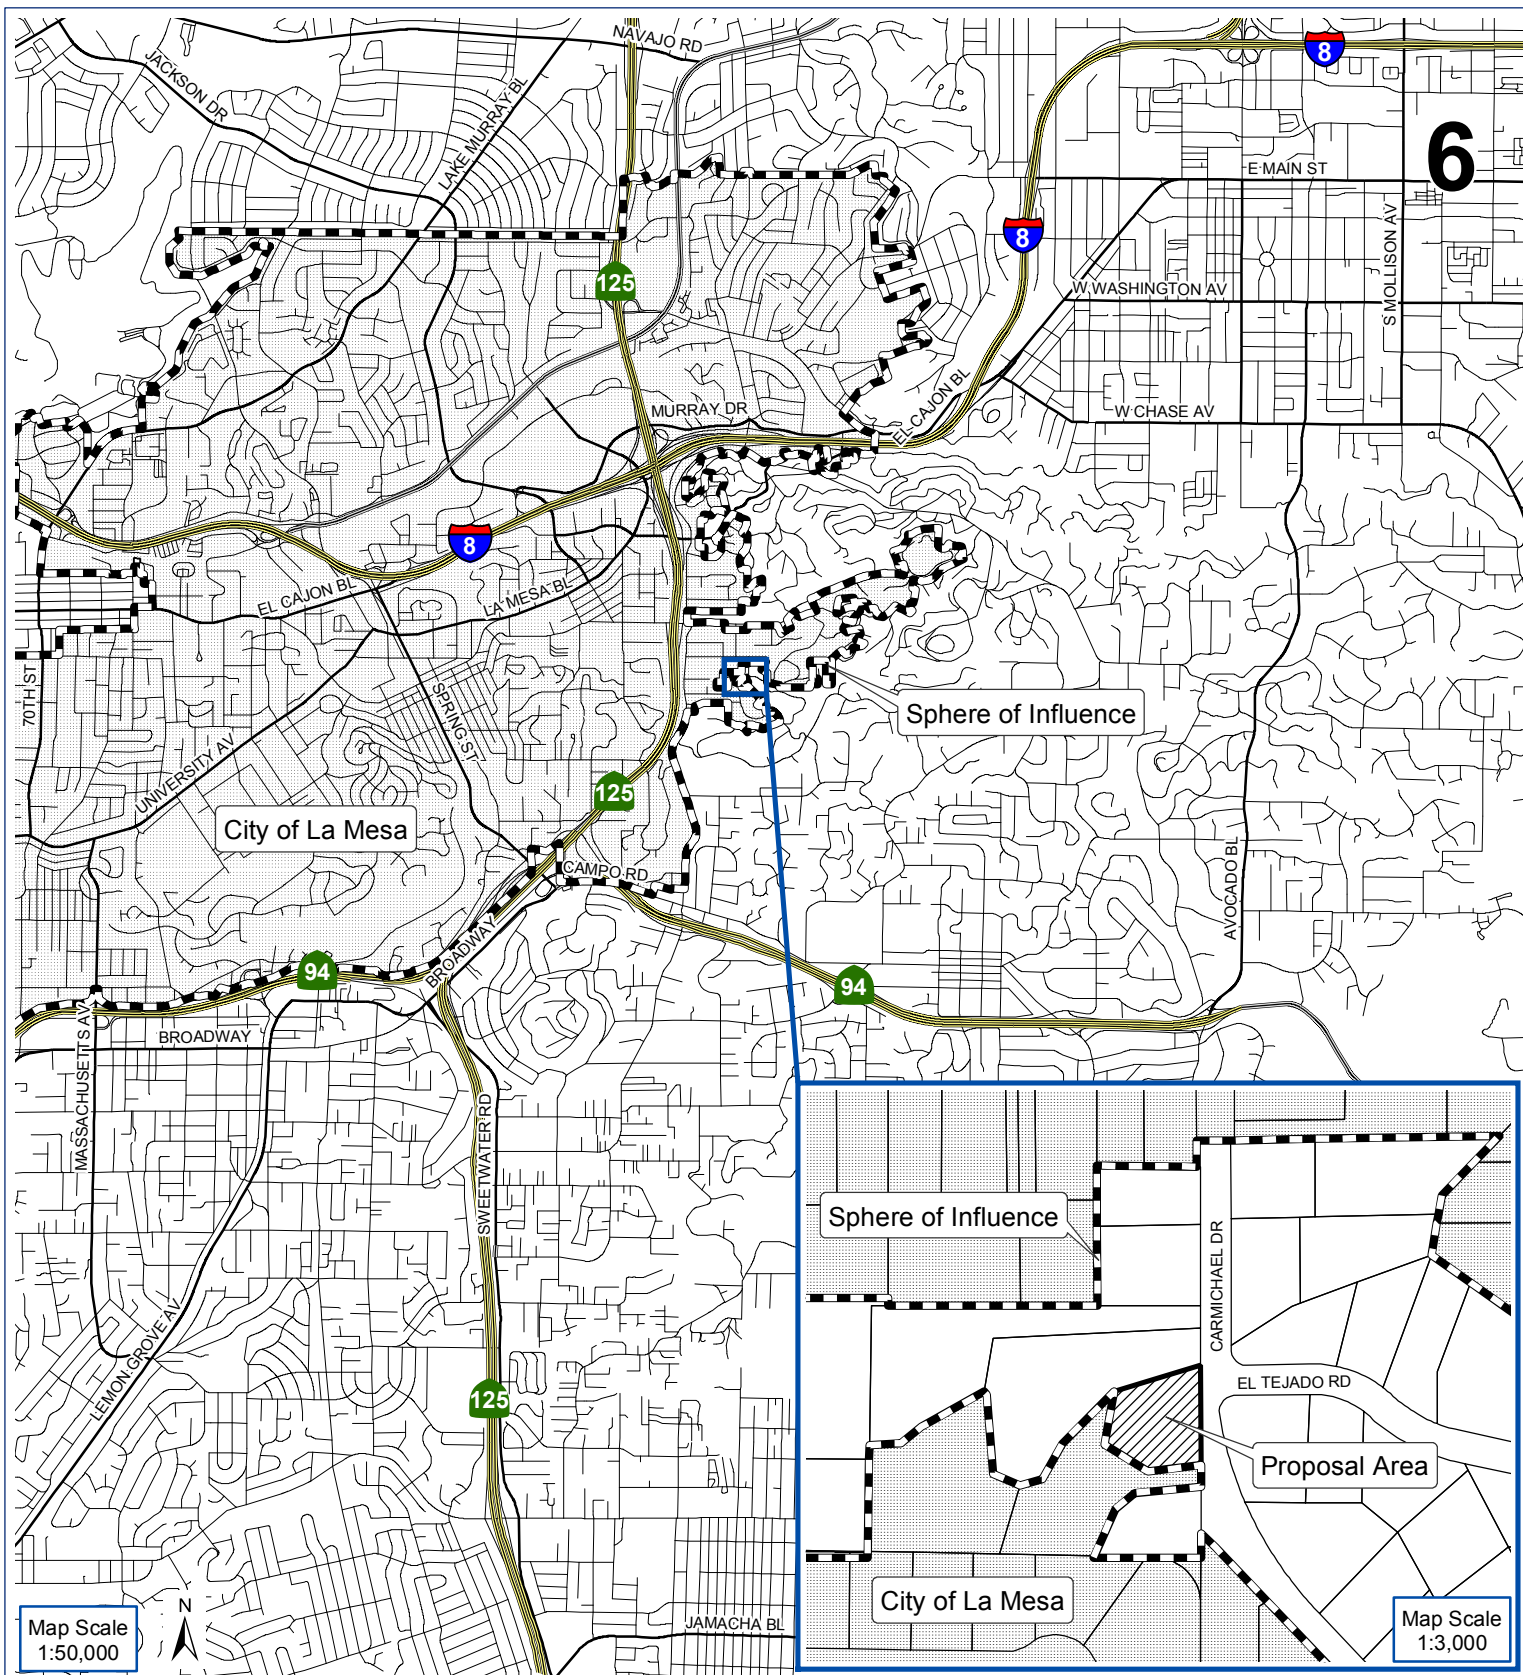 NAVAJO RD
JACKSON DR
LAKE MURRAY BL
8
6
E MAIN ST
S MOLLISON AV
8
125
W WASHINGTON AV
EL CAJON BL
MURRAY DR
W CHASE AV
8
EL CAJON BL
LA MESA BL
70TH ST
SPRING ST
Sphere of Influence
UNIVERSITY AV
125
City of La Mesa
CAMPO RD
AVOCADO BL
BROADWAY
94
94
BROADWAY
MASSACHUSETTS AV
SWEETWATER RD
LEMON GROVE AV
125
JAMACHA BL
N
Map Scale
1:50,000
Sphere of Influence
CARMICHAEL DR
EL TEJADO RD
Proposal Area
City of La Mesa
Map Scale
1:3,000